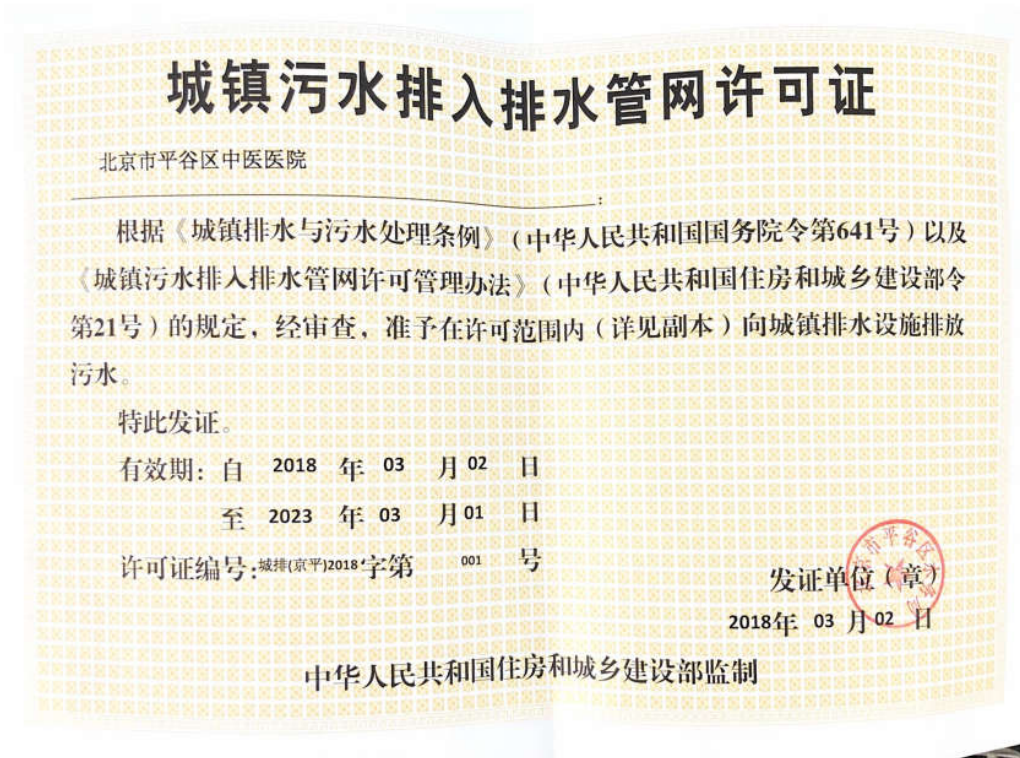 城镇污水排入排水管网许可证
北京市平谷区中医医院
:
根据《城镇排水与污水处理条例》(中华人民共和国国务院令第641号)以及
《城镇污水排入排水管网许可管理办法》(中华人民共和国住房和城乡建设部令
第21号)的规定，经审查，准予在许可范围内(详见副本)向城镇排水设施排放
污水。
特此发证。
有效期：自 2018 年 03 月 02 日
至 2023 年 03 月 01 日
许可证编号:城排(京平)2018字第 001 号
发证单位(章)
北京市平谷区水务局
2018年 03 月 02 日
中华人民共和国住房和城乡建设部监制